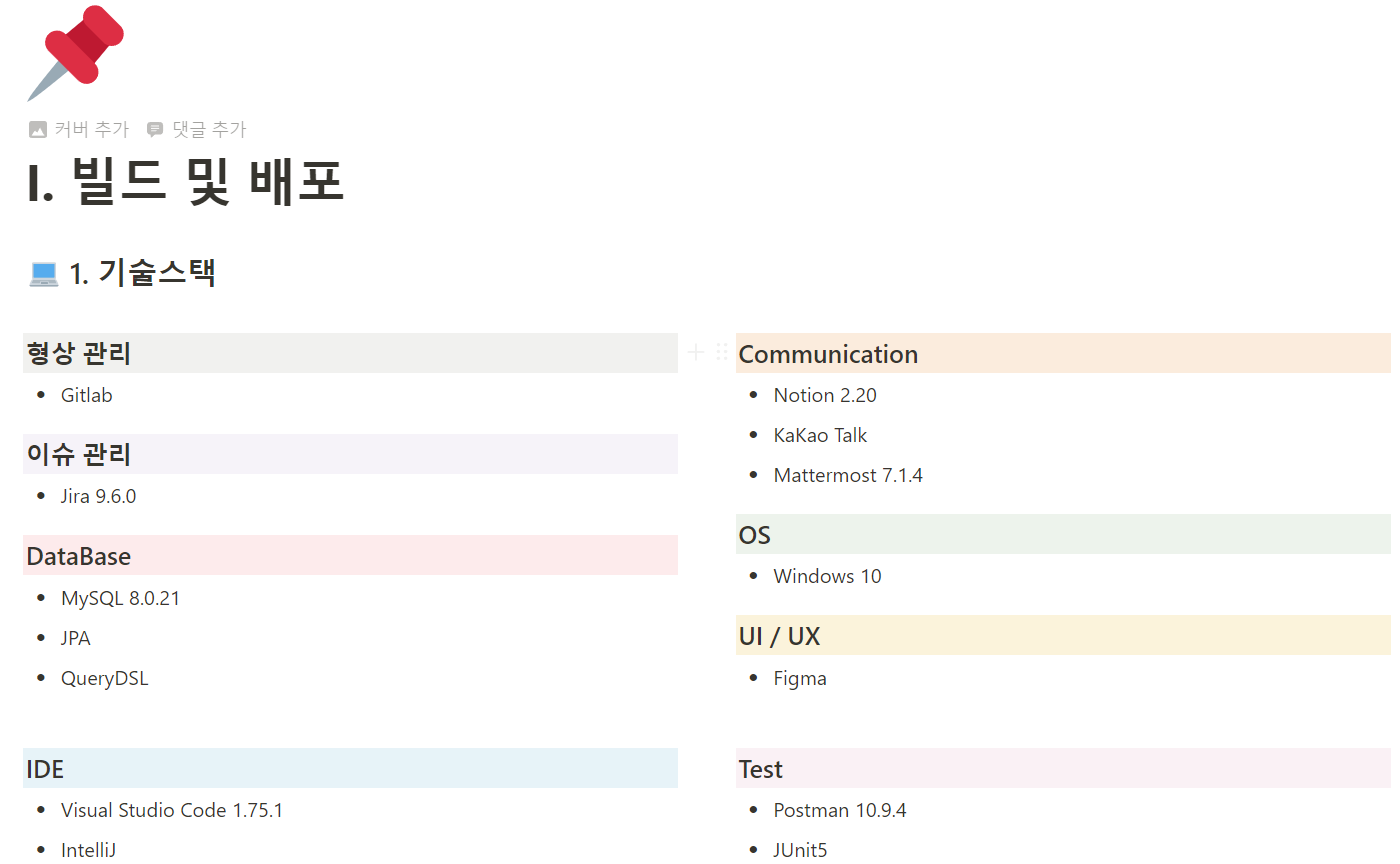 커버 추가 댓글 추가
I. 빌드 및 배포
1. 기술스택
형상 관리
• Gitlab
이슈 관리
• Jira 9.6.0
DataBase
• MySQL 8.0.21
• JPA
• QueryDSL
Communication
• Notion 2.20
• KaKao Talk
• Mattermost 7.1.4
OS
• Windows 10
UI / UX
• Figma
IDE
• Visual Studio Code 1.75.1
• IntelliJ
Test
• Postman 10.9.4
• JUnit5